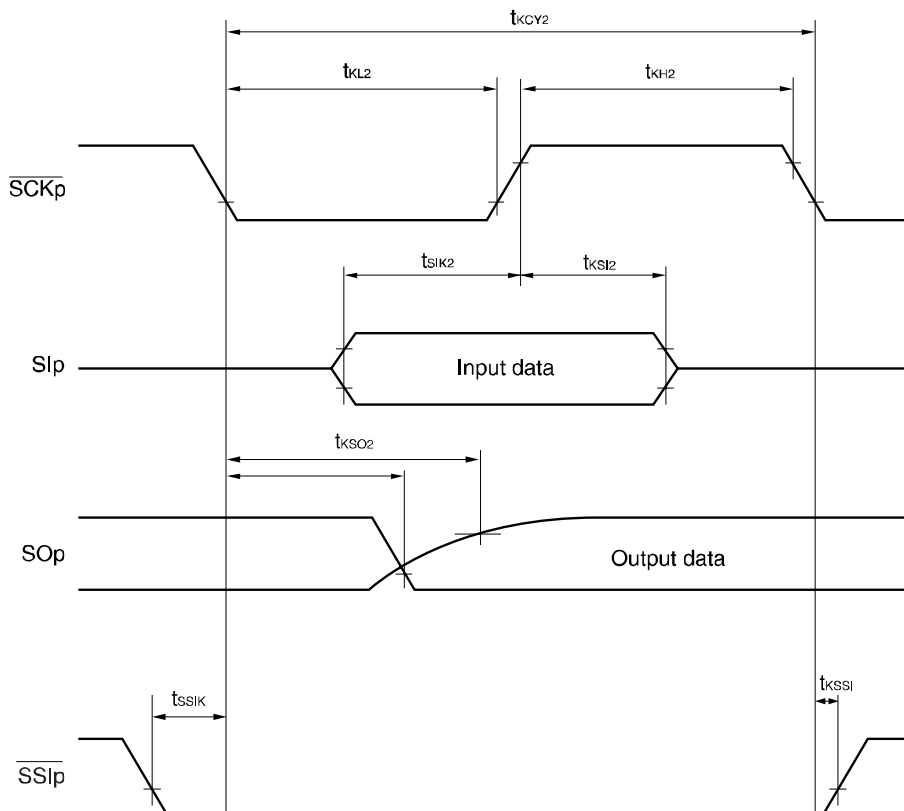 tKCY2
tKL2
tKH2
SCKp
tSIK2
tKSI2
SIp
Input data
tKSO2
SOp
Output data
tSSIK
tKSSI
SSIp